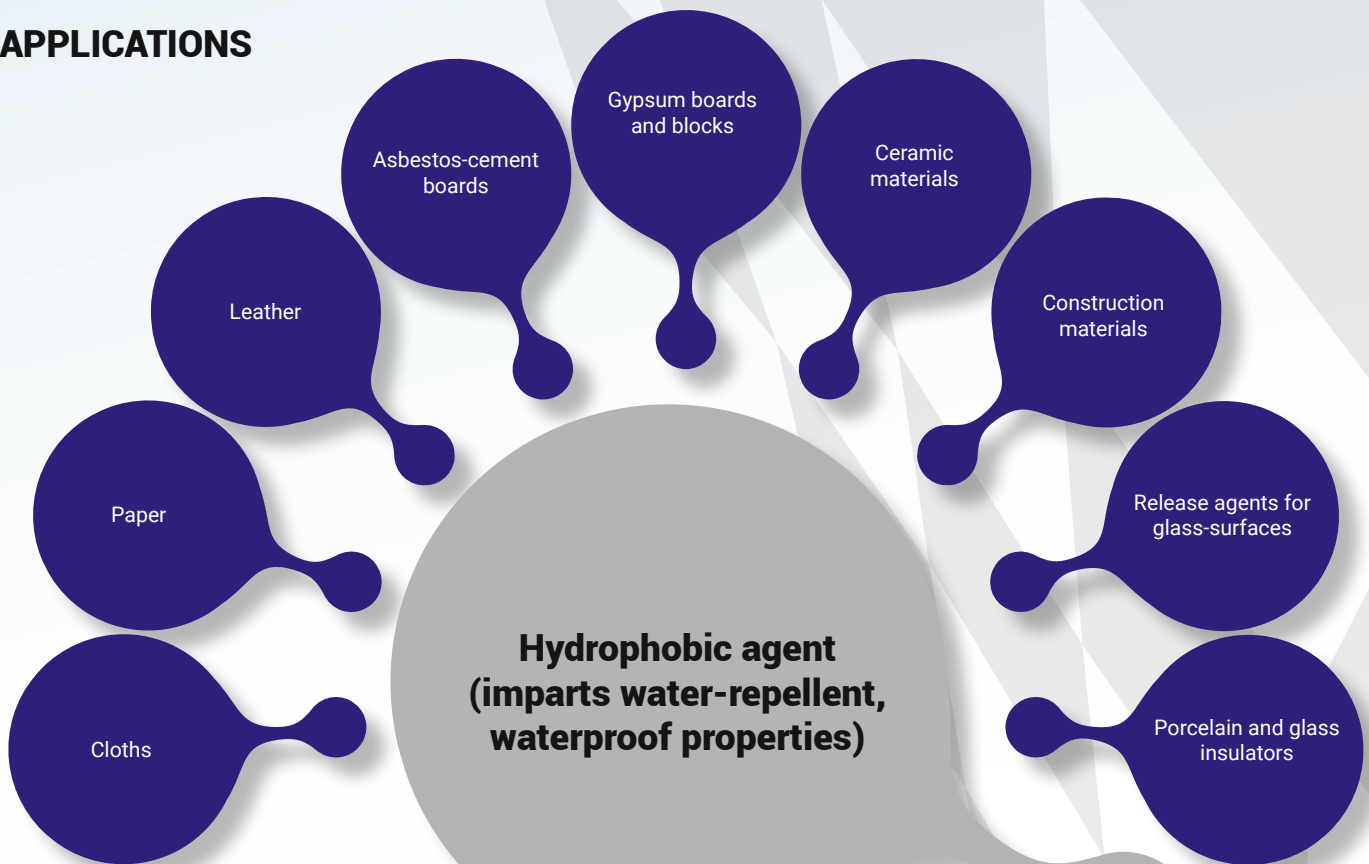 APPLICATIONS
Gypsum boards
and blocks
Asbestos-cement
boards
Ceramic
materials
Leather
Construction
materials
Paper
Release agents for
glass-surfaces
Hydrophobic agent
(imparts water-repellent,
waterproof properties)
Cloths
Porcelain and glass
insulators